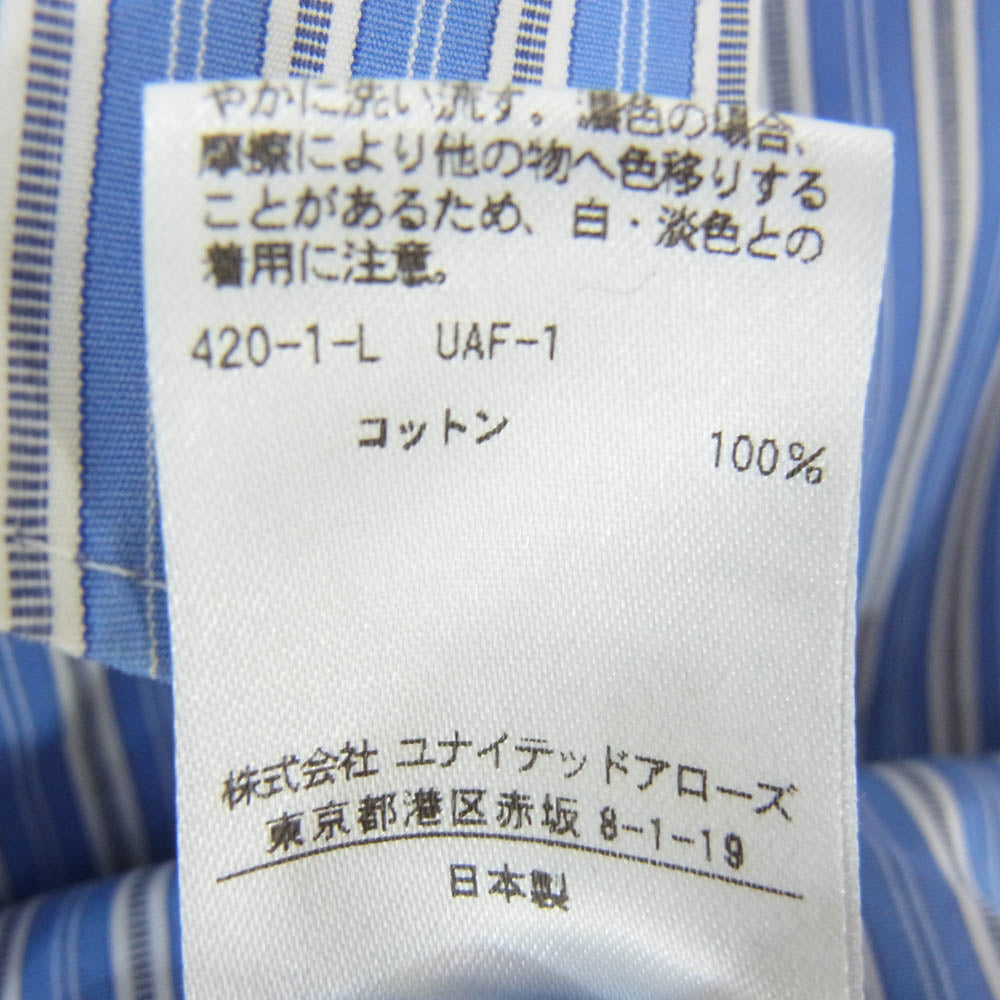 やかに洗い流す。濃色の場合、
摩擦により他の物へ色移りする
ことがあるため、白・淡色との
着用に注意。
420-1-L UAF-1
コットン 100%
株式会社 ユナイテッドアローズ
東京都港区赤坂 8-1-19
日本製